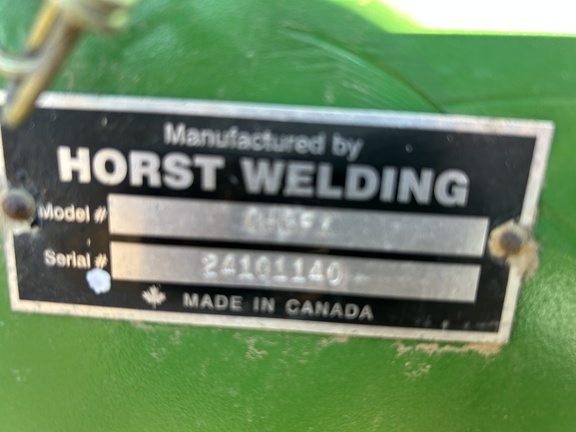 Manufactured by
HORST WELDING
Model #
Serial # 24101140
MADE IN CANADA